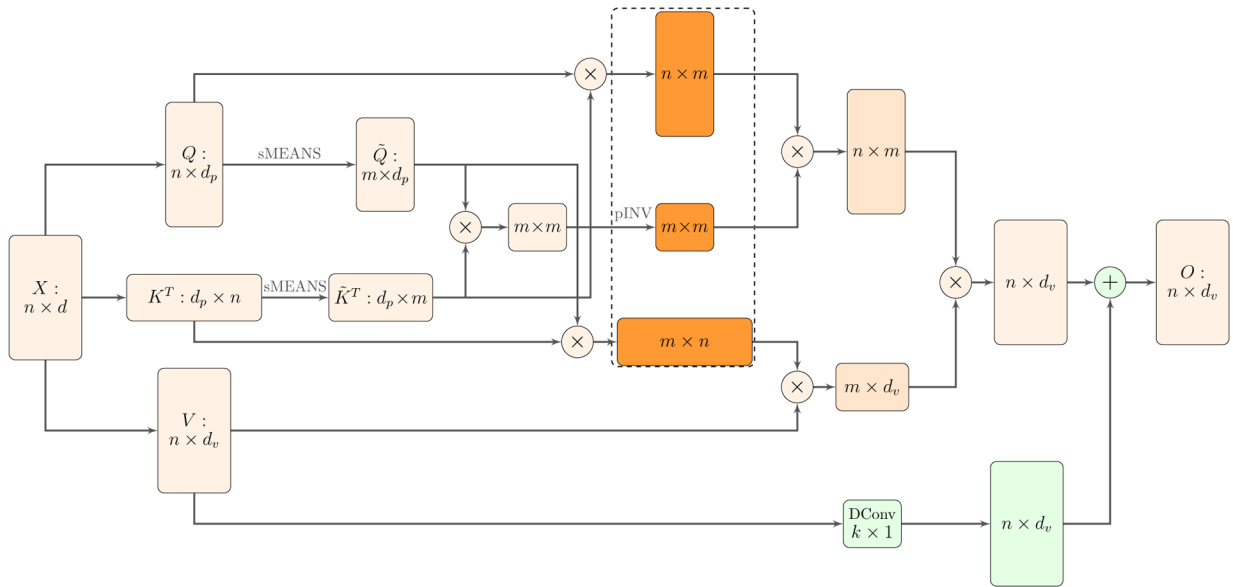 X :
n × d
Q :
n × d_p
sMEANS
Q̃ :
m×d_p
K^T : d_p × n
sMEANS
K̃^T : d_p × m
V :
n × d_v
×
m×m
×
×
n × m
pINV
m×m
m × n
×
×
n × m
m × d_v
×
n × d_v
+
O :
n × d_v
DConv
k × 1
n × d_v